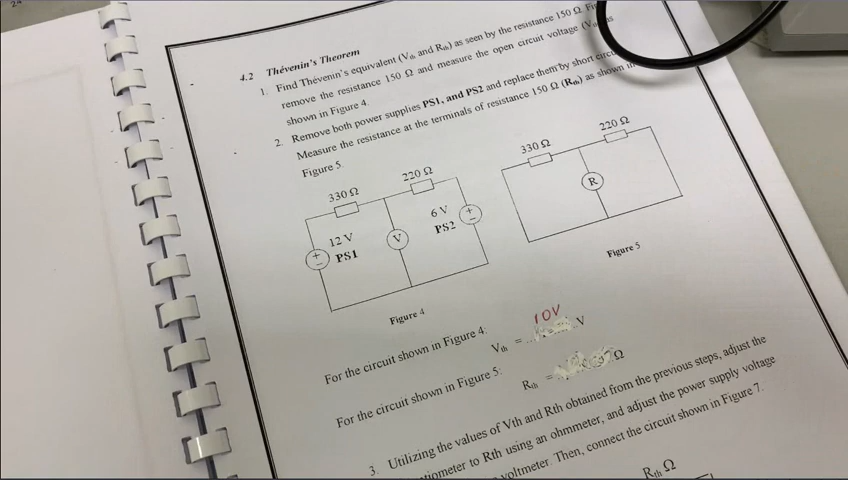 4.2 Thévenin's Theorem
1. Find Thévenin's equivalent (Vth and Rth) as seen by the resistance 150 Ω.
remove the resistance 150 Ω and measure the open circuit voltage
shown in Figure 4.
2. Remove both power supplies PS1, and PS2 and replace them by short
Measure the resistance at the terminals of resistance 150 Ω (Rth) as shown
Figure 5.
330 Ω
220 Ω
12 V
PS1
V
6 V
PS2
Figure 4
330 Ω
220 Ω
R
Figure 5
For the circuit shown in Figure 4:
Vth =
10V
V
For the circuit shown in Figure 5:
Rth =
Ω
3. Utilizing the values of Vth and Rth obtained from the previous steps, adjust the
to Rth using an ohmmeter, and adjust the power supply voltage
voltmeter. Then, connect the circuit shown in Figure 7.
Rth Ω